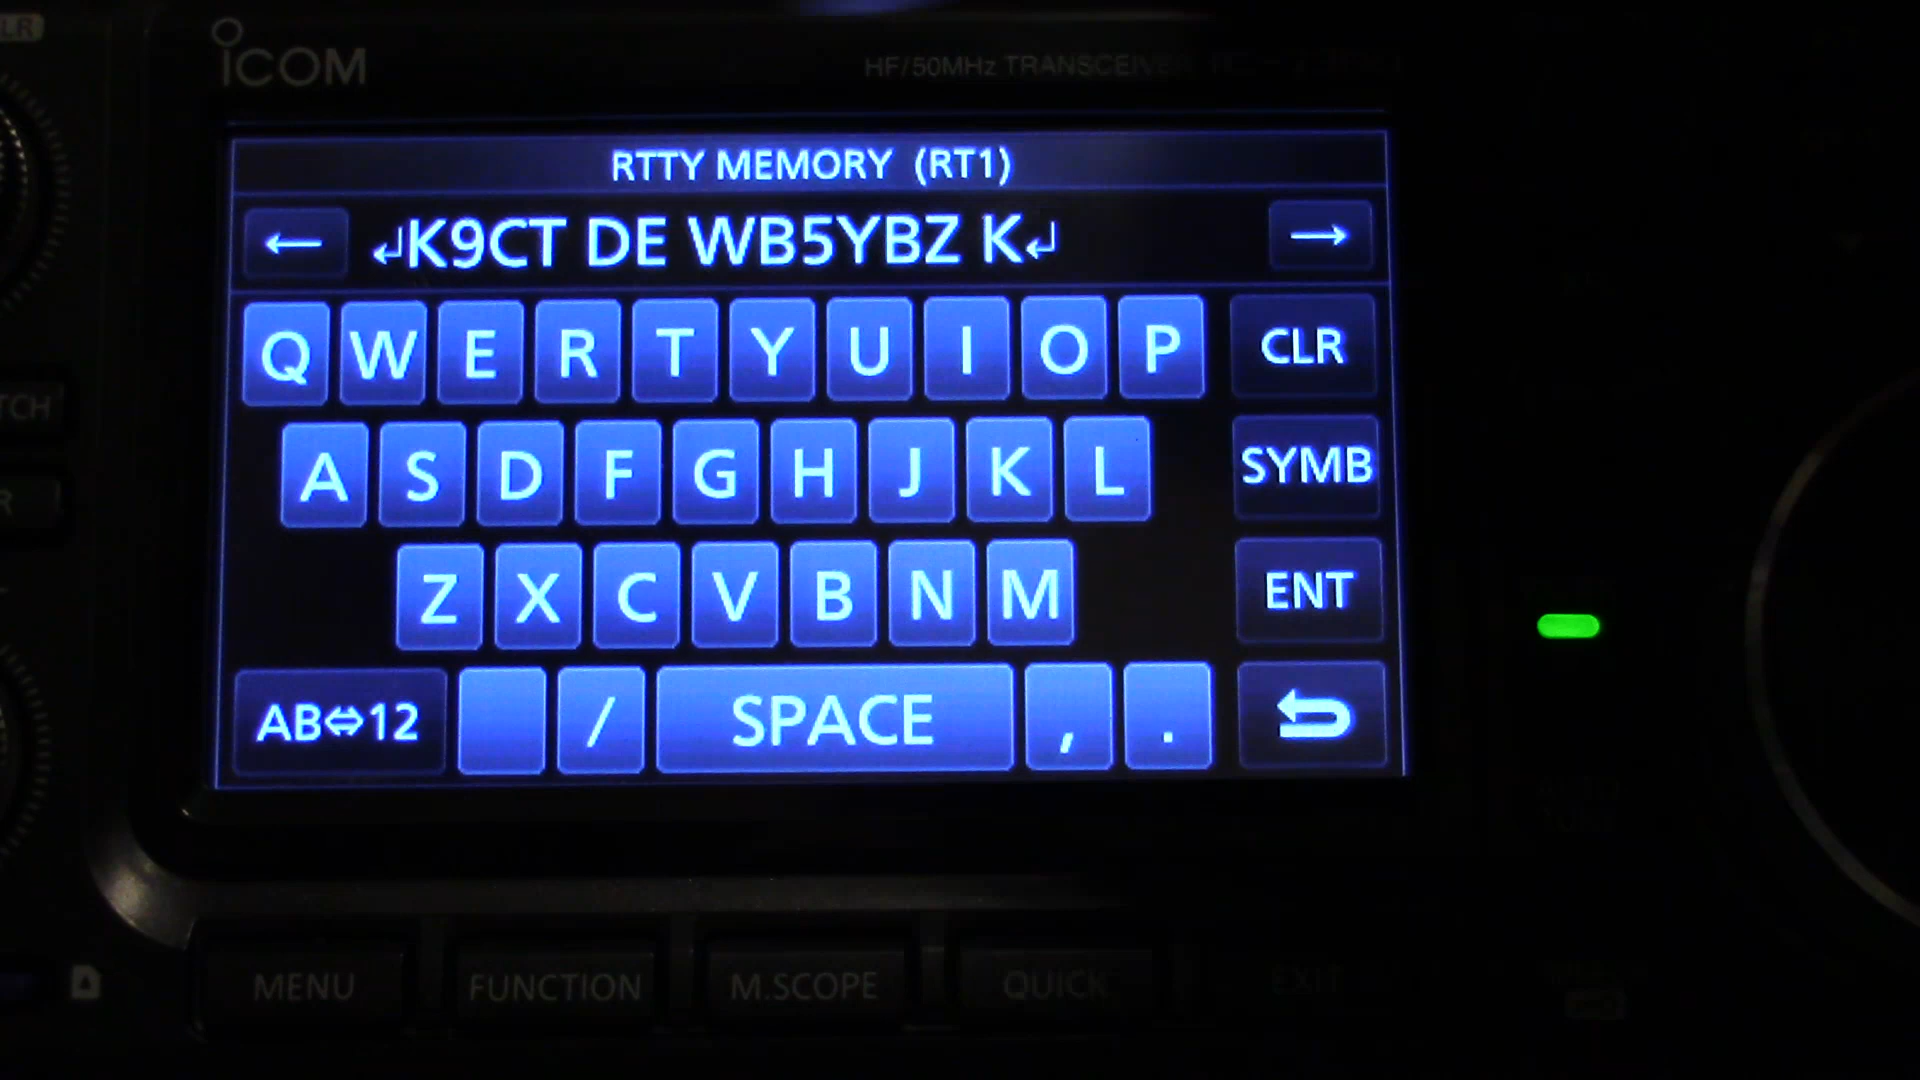 ICOM
HF/50MHz TRANSCEIVER
RTTY MEMORY (RT1)
← ↲K9CT DE WB5YBZ K↲ →
Q W E R T Y U I O P CLR
A S D F G H J K L SYMB
Z X C V B N M ENT
AB⇔12 / SPACE , .
MENU FUNCTION M.SCOPE QUICK EXIT